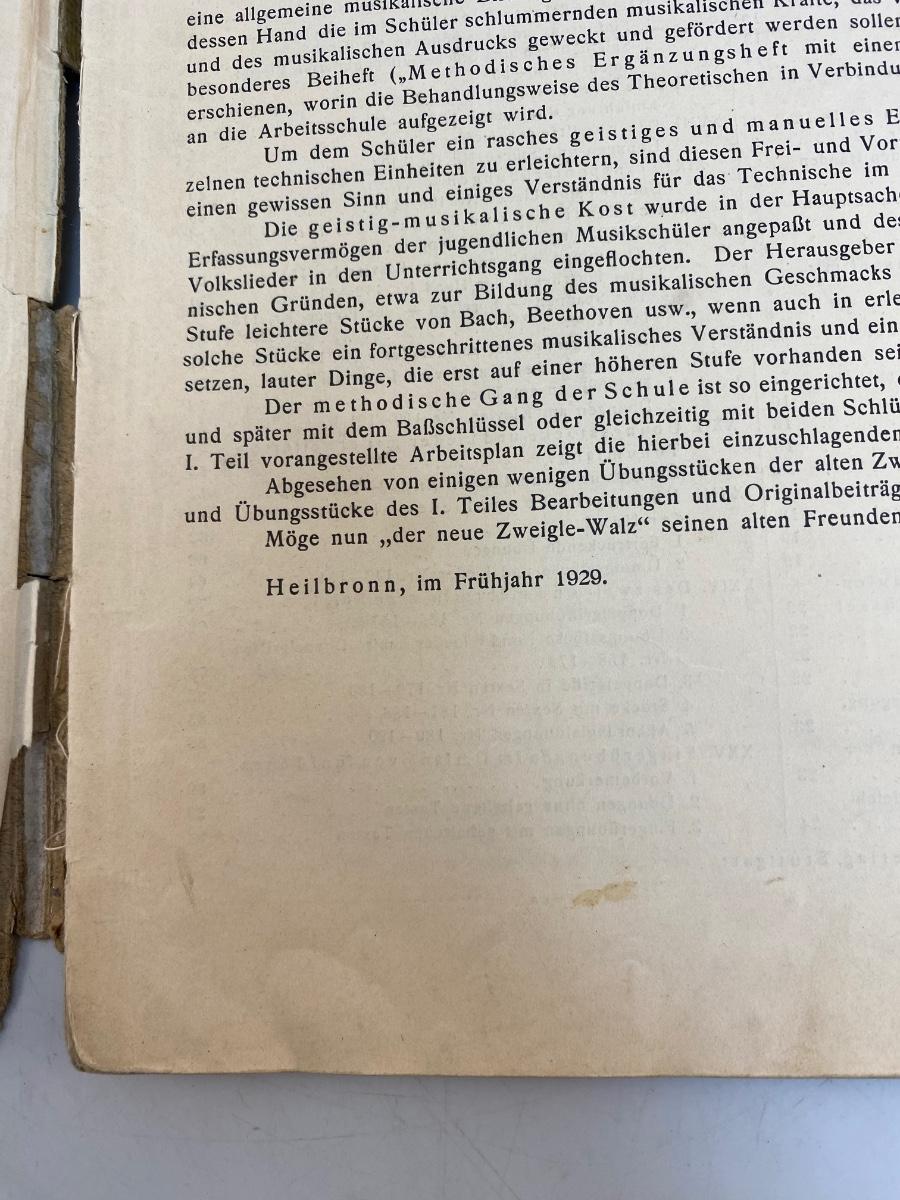 eine allgemeine musikalische
dessen Hand die im Schüler schlummernden musikalischen Kräfte, das
und des musikalischen Ausdrucks geweckt und gefördert werden soller
besonderes Beiheft („Methodisches Ergänzungsheft mit einer
erschienen, worin die Behandlungsweise des Theoretischen in Verbindu
an die Arbeitsschule aufgezeigt wird.
Um dem Schüler ein rasches geistiges und manuelles E
zelnen technischen Einheiten zu erleichtern, sind diesen Frei- und Vor
einen gewissen Sinn und einiges Verständnis für das Technische im
Die geistig-musikalische Kost wurde in der Hauptsache
Erfassungsvermögen der jugendlichen Musikschüler angepaßt und des
Volkslieder in den Unterrichtsgang eingeflochten. Der Herausgeber
nischen Gründen, etwa zur Bildung des musikalischen Geschmacks
Stufe leichtere Stücke von Bach, Beethoven usw., wenn auch in erle
solche Stücke ein fortgeschrittenes musikalisches Verständnis und ein
setzen, lauter Dinge, die erst auf einer höheren Stufe vorhanden sei
Der methodische Gang der Schule ist so eingerichtet,
und später mit dem Baßschlüssel oder gleichzeitig mit beiden Schlü
I. Teil vorangestellte Arbeitsplan zeigt die hierbei einzuschlagenden
Abgesehen von einigen wenigen Übungsstücken der alten Zw
und Übungsstücke des I. Teiles Bearbeitungen und Originalbeiträg
Möge nun „der neue Zweigle-Walz“ seinen alten Freunden
Heilbronn, im Frühjahr 1929.